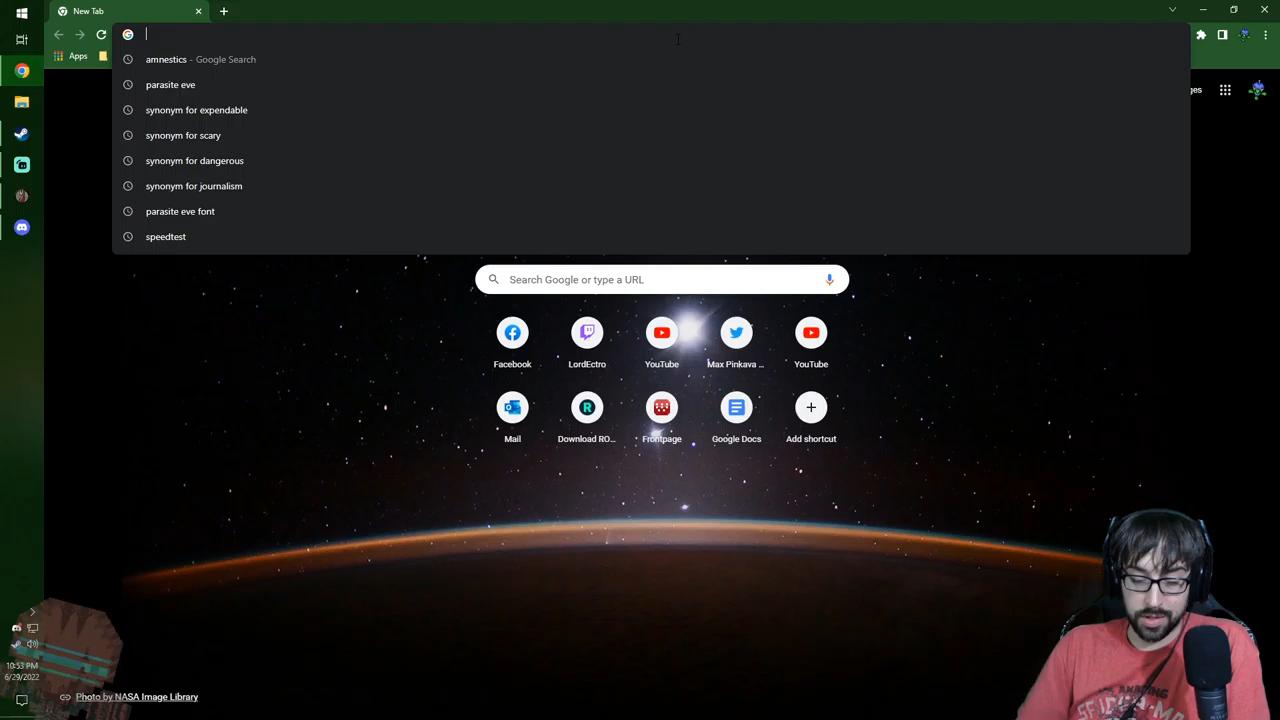 New Tab
Apps
amnestics - Google Search
parasite eve
synonym for expendable
ges
synonym for scary
synonym for dangerous
synonym for journalism
parasite eve font
speedtest
Search Google or type a URL
Facebook
LordEctro
YouTube
Max Pinkava ...
YouTube
Mail
Download RO...
Frontpage
Google Docs
Add shortcut
10:53 PM
6/29/2022
Photo by NASA Image Library